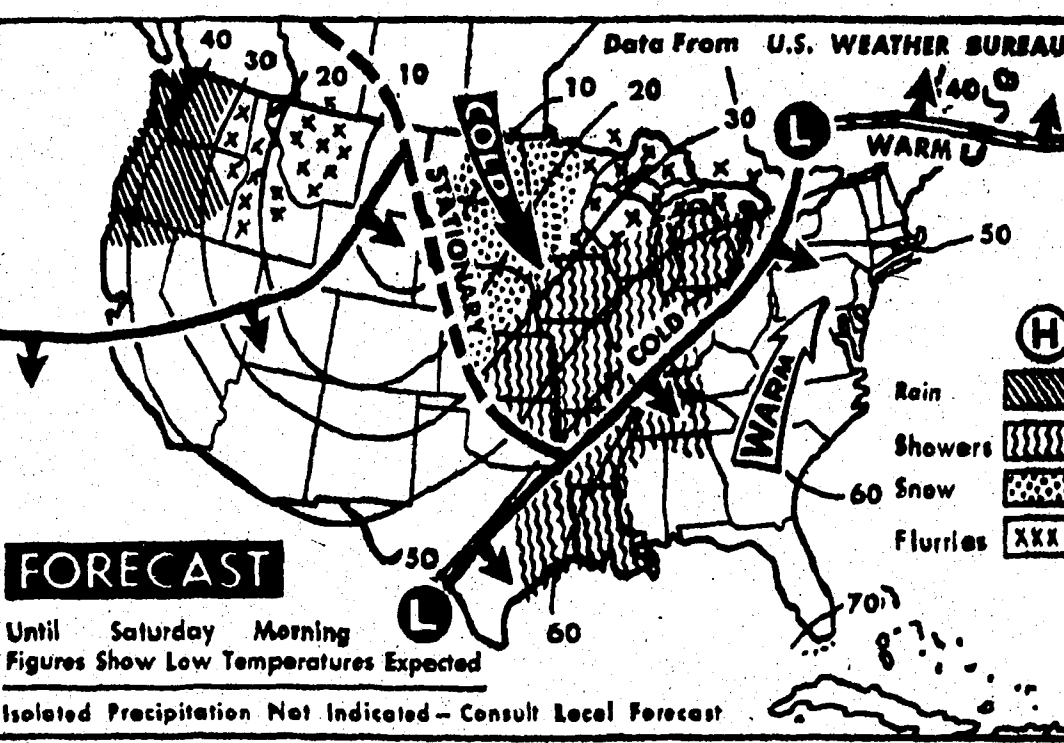 Data From U.S. WEATHER BUREAU
40
30
20
10
10
20
30
40
COLD
L
WARM
STATIONARY
50
COLD
H
WARM
Rain
Showers
60
Snow
Flurries
XXX
50
L
FORECAST
60
70
Until Saturday Morning
Figures Show Low Temperatures Expected
Isolated Precipitation Not Indicated — Consult Local Forecast